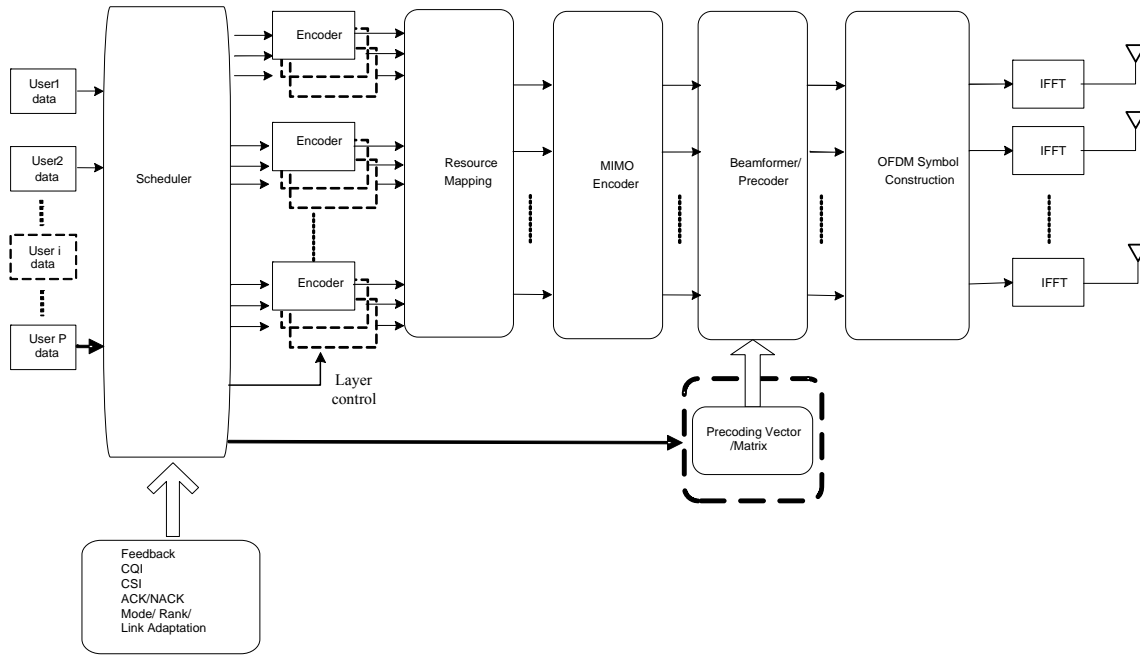 User1
data
User2
data
User i
data
User P
data
Scheduler
Encoder
Encoder
Encoder
Layer
control
Resource
Mapping
MIMO
Encoder
Beamformer/
Precoder
OFDM Symbol
Construction
IFFT
IFFT
IFFT
Precoding Vector
/Matrix
Feedback
CQI
CSI
ACK/NACK
Mode/ Rank/
Link Adaptation